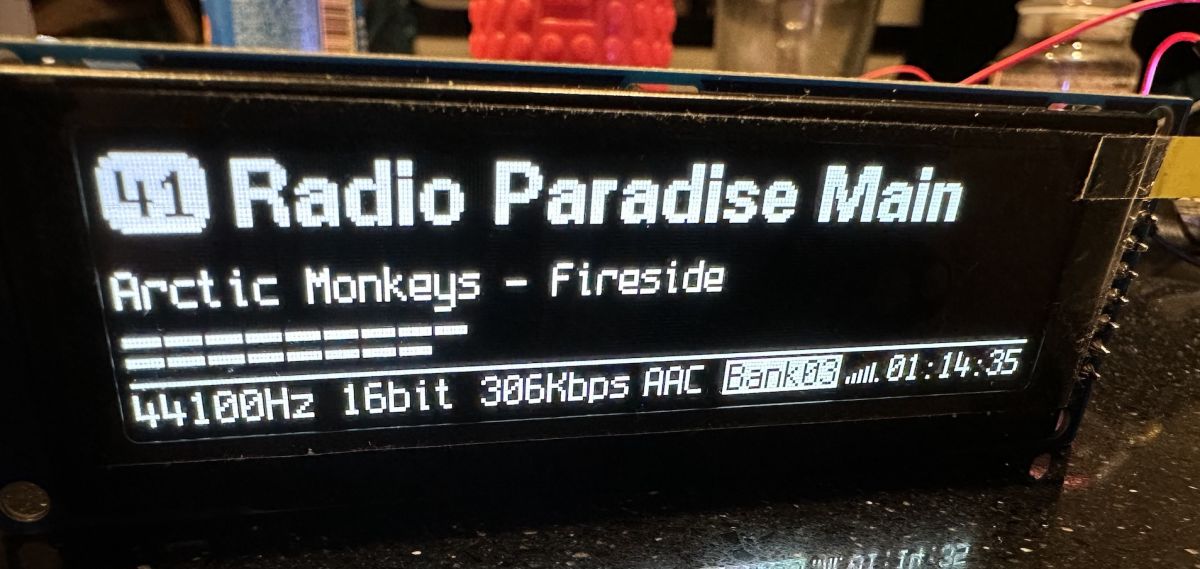 41 Radio Paradise Main
Arctic Monkeys - Fireside
44100Hz 16bit 306Kbps AAC Bank03 01:14:35